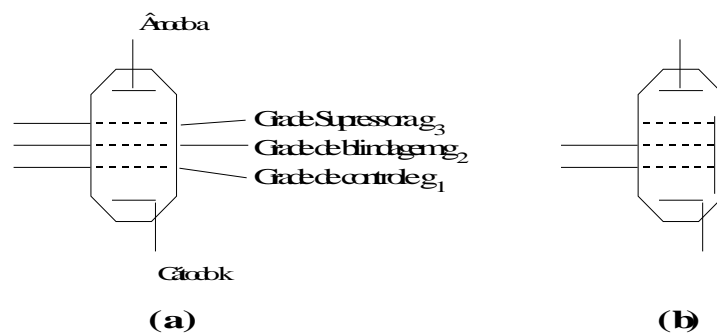 Ânodo a
Grade Supressora g3
Grade de blindagem g2
Grade de controle g1
Cátodo k
(a)
(b)